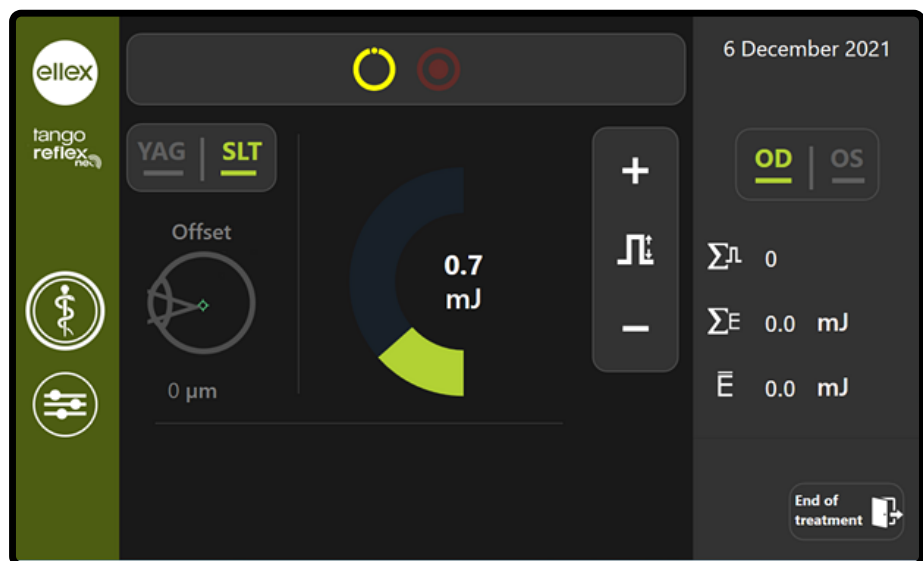 ellex
tango
reflex
neo
6 December 2021
YAG | SLT
OD | OS
Offset
0 µm
0.7
mJ
+
−
Σ 0
ΣE 0.0 mJ
Ē 0.0 mJ
End of
treatment